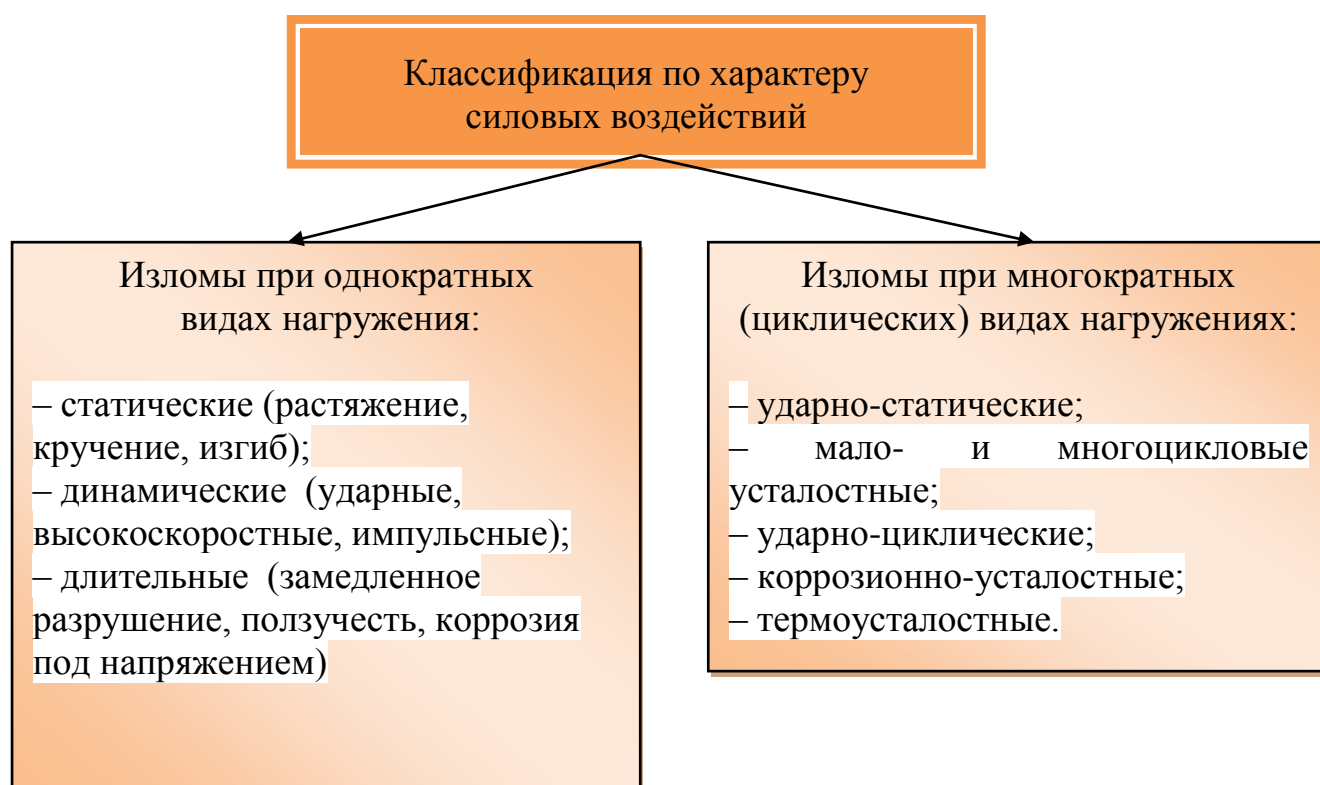 Классификация по характеру
силовых воздействий
Изломы при однократных
видах нагружения:
– статические (растяжение,
кручение, изгиб);
– динамические (ударные,
высокоскоростные, импульсные);
– длительные (замедленное
разрушение, ползучесть, коррозия
под напряжением)
Изломы при многократных
(циклических) видах нагружениях:
– ударно-статические;
– мало- и многоцикловые
усталостные;
– ударно-циклические;
– коррозионно-усталостные;
– термоусталостные.